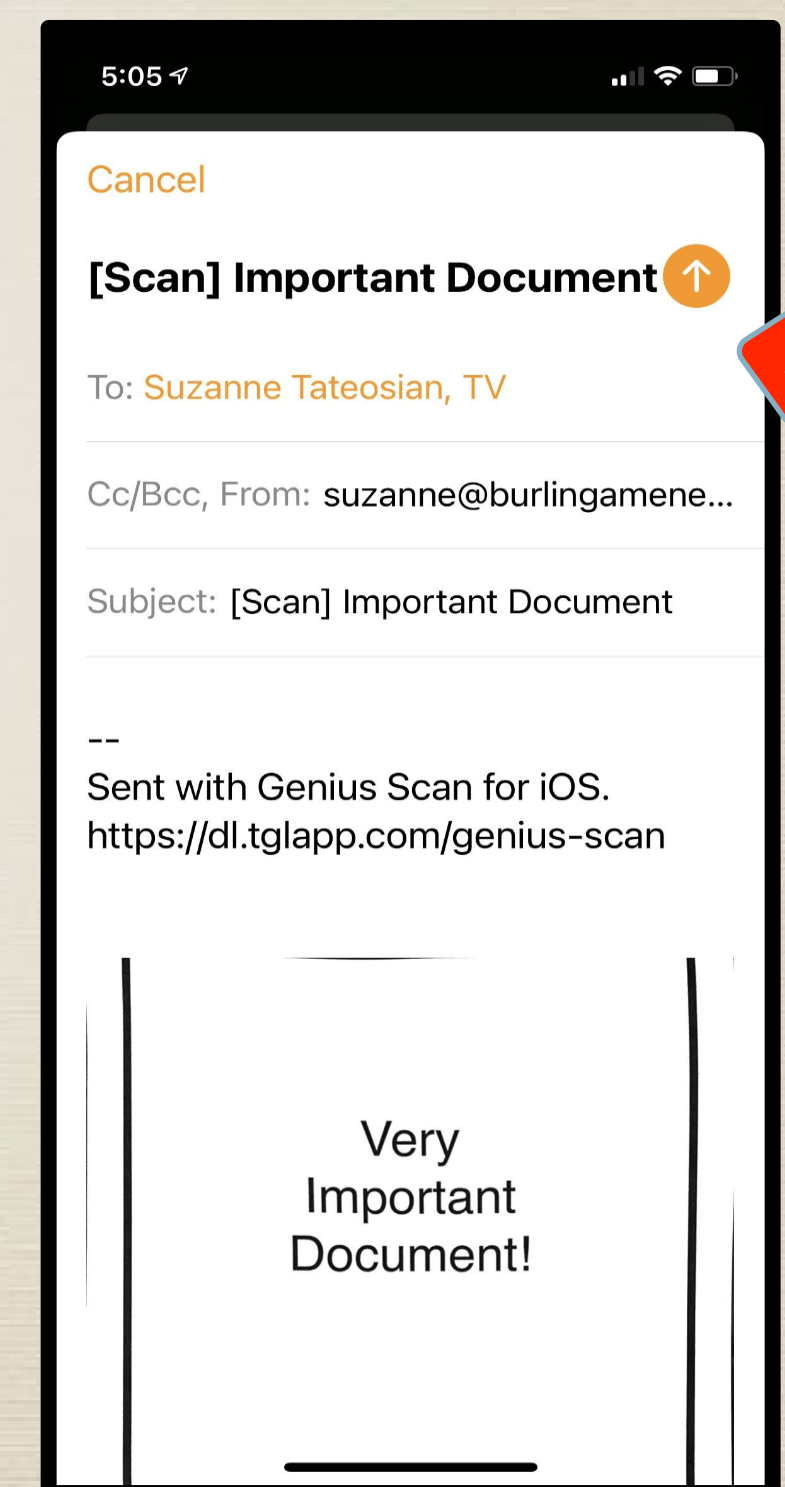 5:05
Cancel
[Scan] Important Document
To: Suzanne Tateosian, TV
Cc/Bcc, From: suzanne@burlingamene...
Subject: [Scan] Important Document
--
Sent with Genius Scan for iOS.
https://dl.tglapp.com/genius-scan
Very
Important
Document!